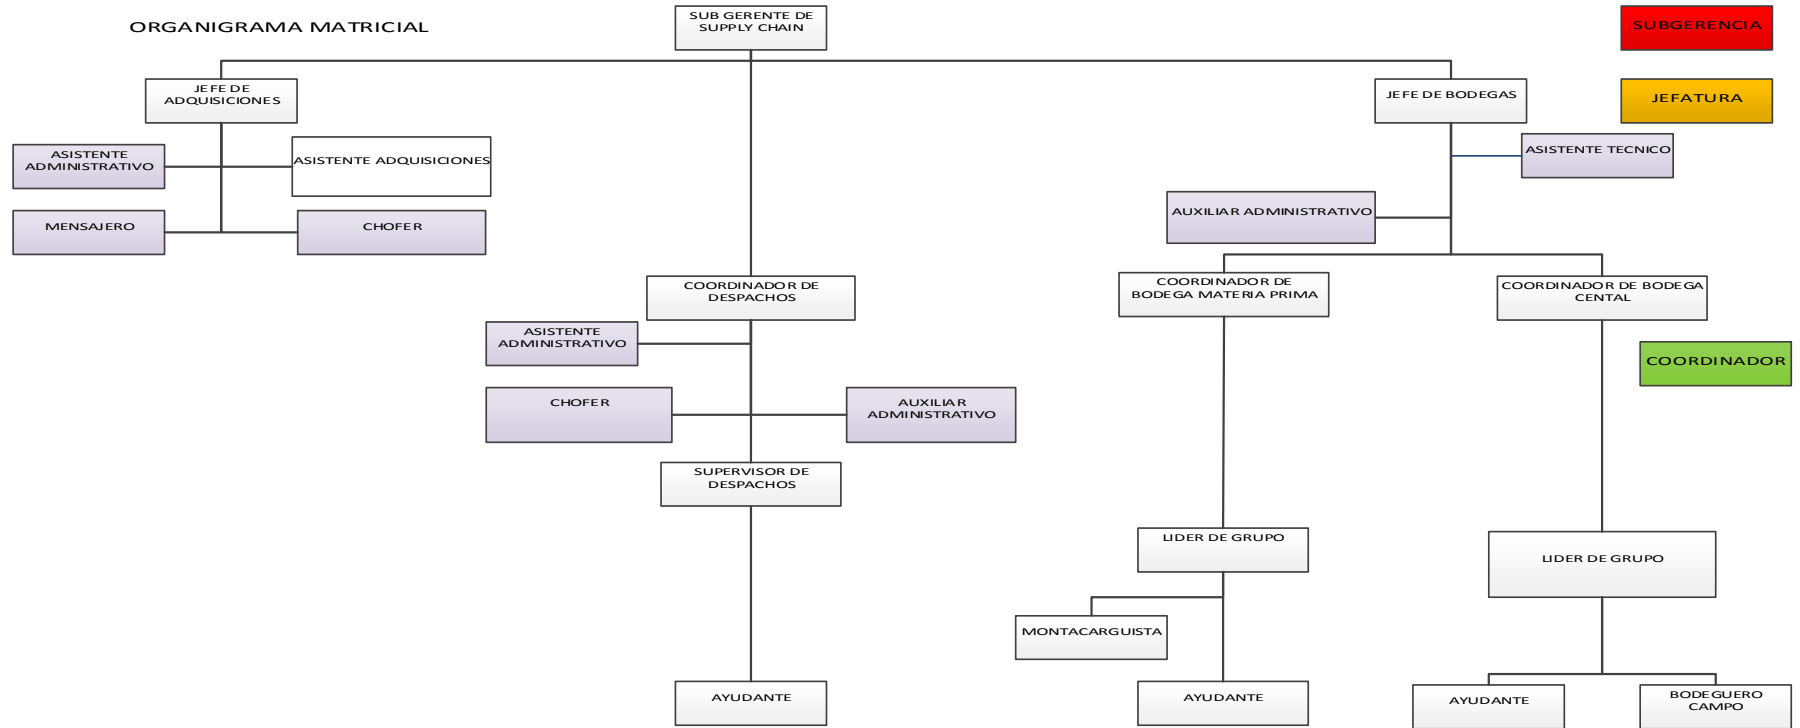 ORGANIGRAMA MATRICIAL
SUB GERENTE DE
SUPPLY CHAIN
SUBGERENCIA
JEFE DE
ADQUISICIONES
JEFE DE BODEGAS
JEFATURA
ASISTENTE
ADMINISTRATIVO
ASISTENTE ADQUISICIONES
ASISTENTE TECNICO
MENSAJERO
CHOFER
AUXILIAR ADMINISTRATIVO
COORDINADOR DE
DESPACHOS
COORDINADOR DE
BODEGA MATERIA PRIMA
COORDINADOR DE BODEGA
CENTAL
ASISTENTE
ADMINISTRATIVO
COORDINADOR
CHOFER
AUXILIAR
ADMINISTRATIVO
SUPERVISOR DE
DESPACHOS
LIDER DE GRUPO
LIDER DE GRUPO
MONTACARGUISTA
AYUDANTE
AYUDANTE
AYUDANTE
BODEGUERO
CAMPO